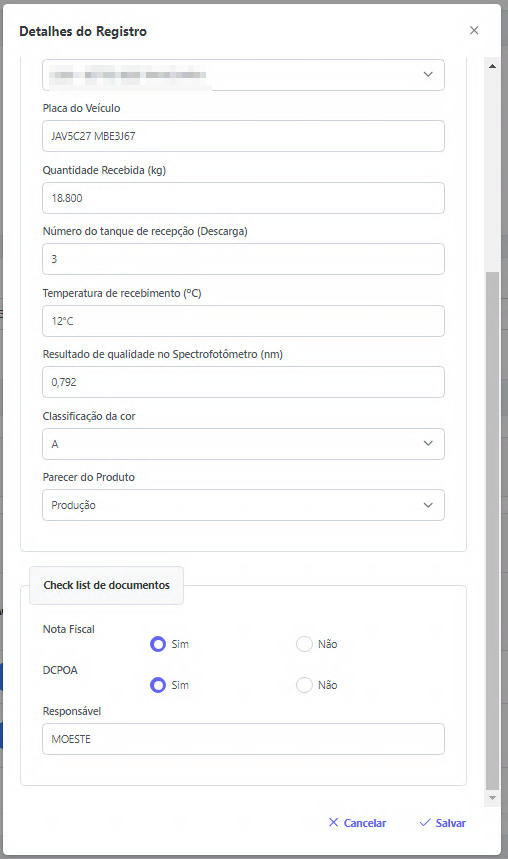 Detalhes do Registro
Placa do Veículo
JAV5C27 MBE3J67
Quantidade Recebida (kg)
18.800
Número do tanque de recepção (Descarga)
3
Temperatura de recebimento (ºC)
12°C
Resultado de qualidade no Spectrofotômetro (nm)
0,792
Classificação da cor
A
Parecer do Produto
Produção
Check list de documentos
Nota Fiscal
Sim Não
DCPOA
Sim Não
Responsável
MOESTE
Cancelar Salvar